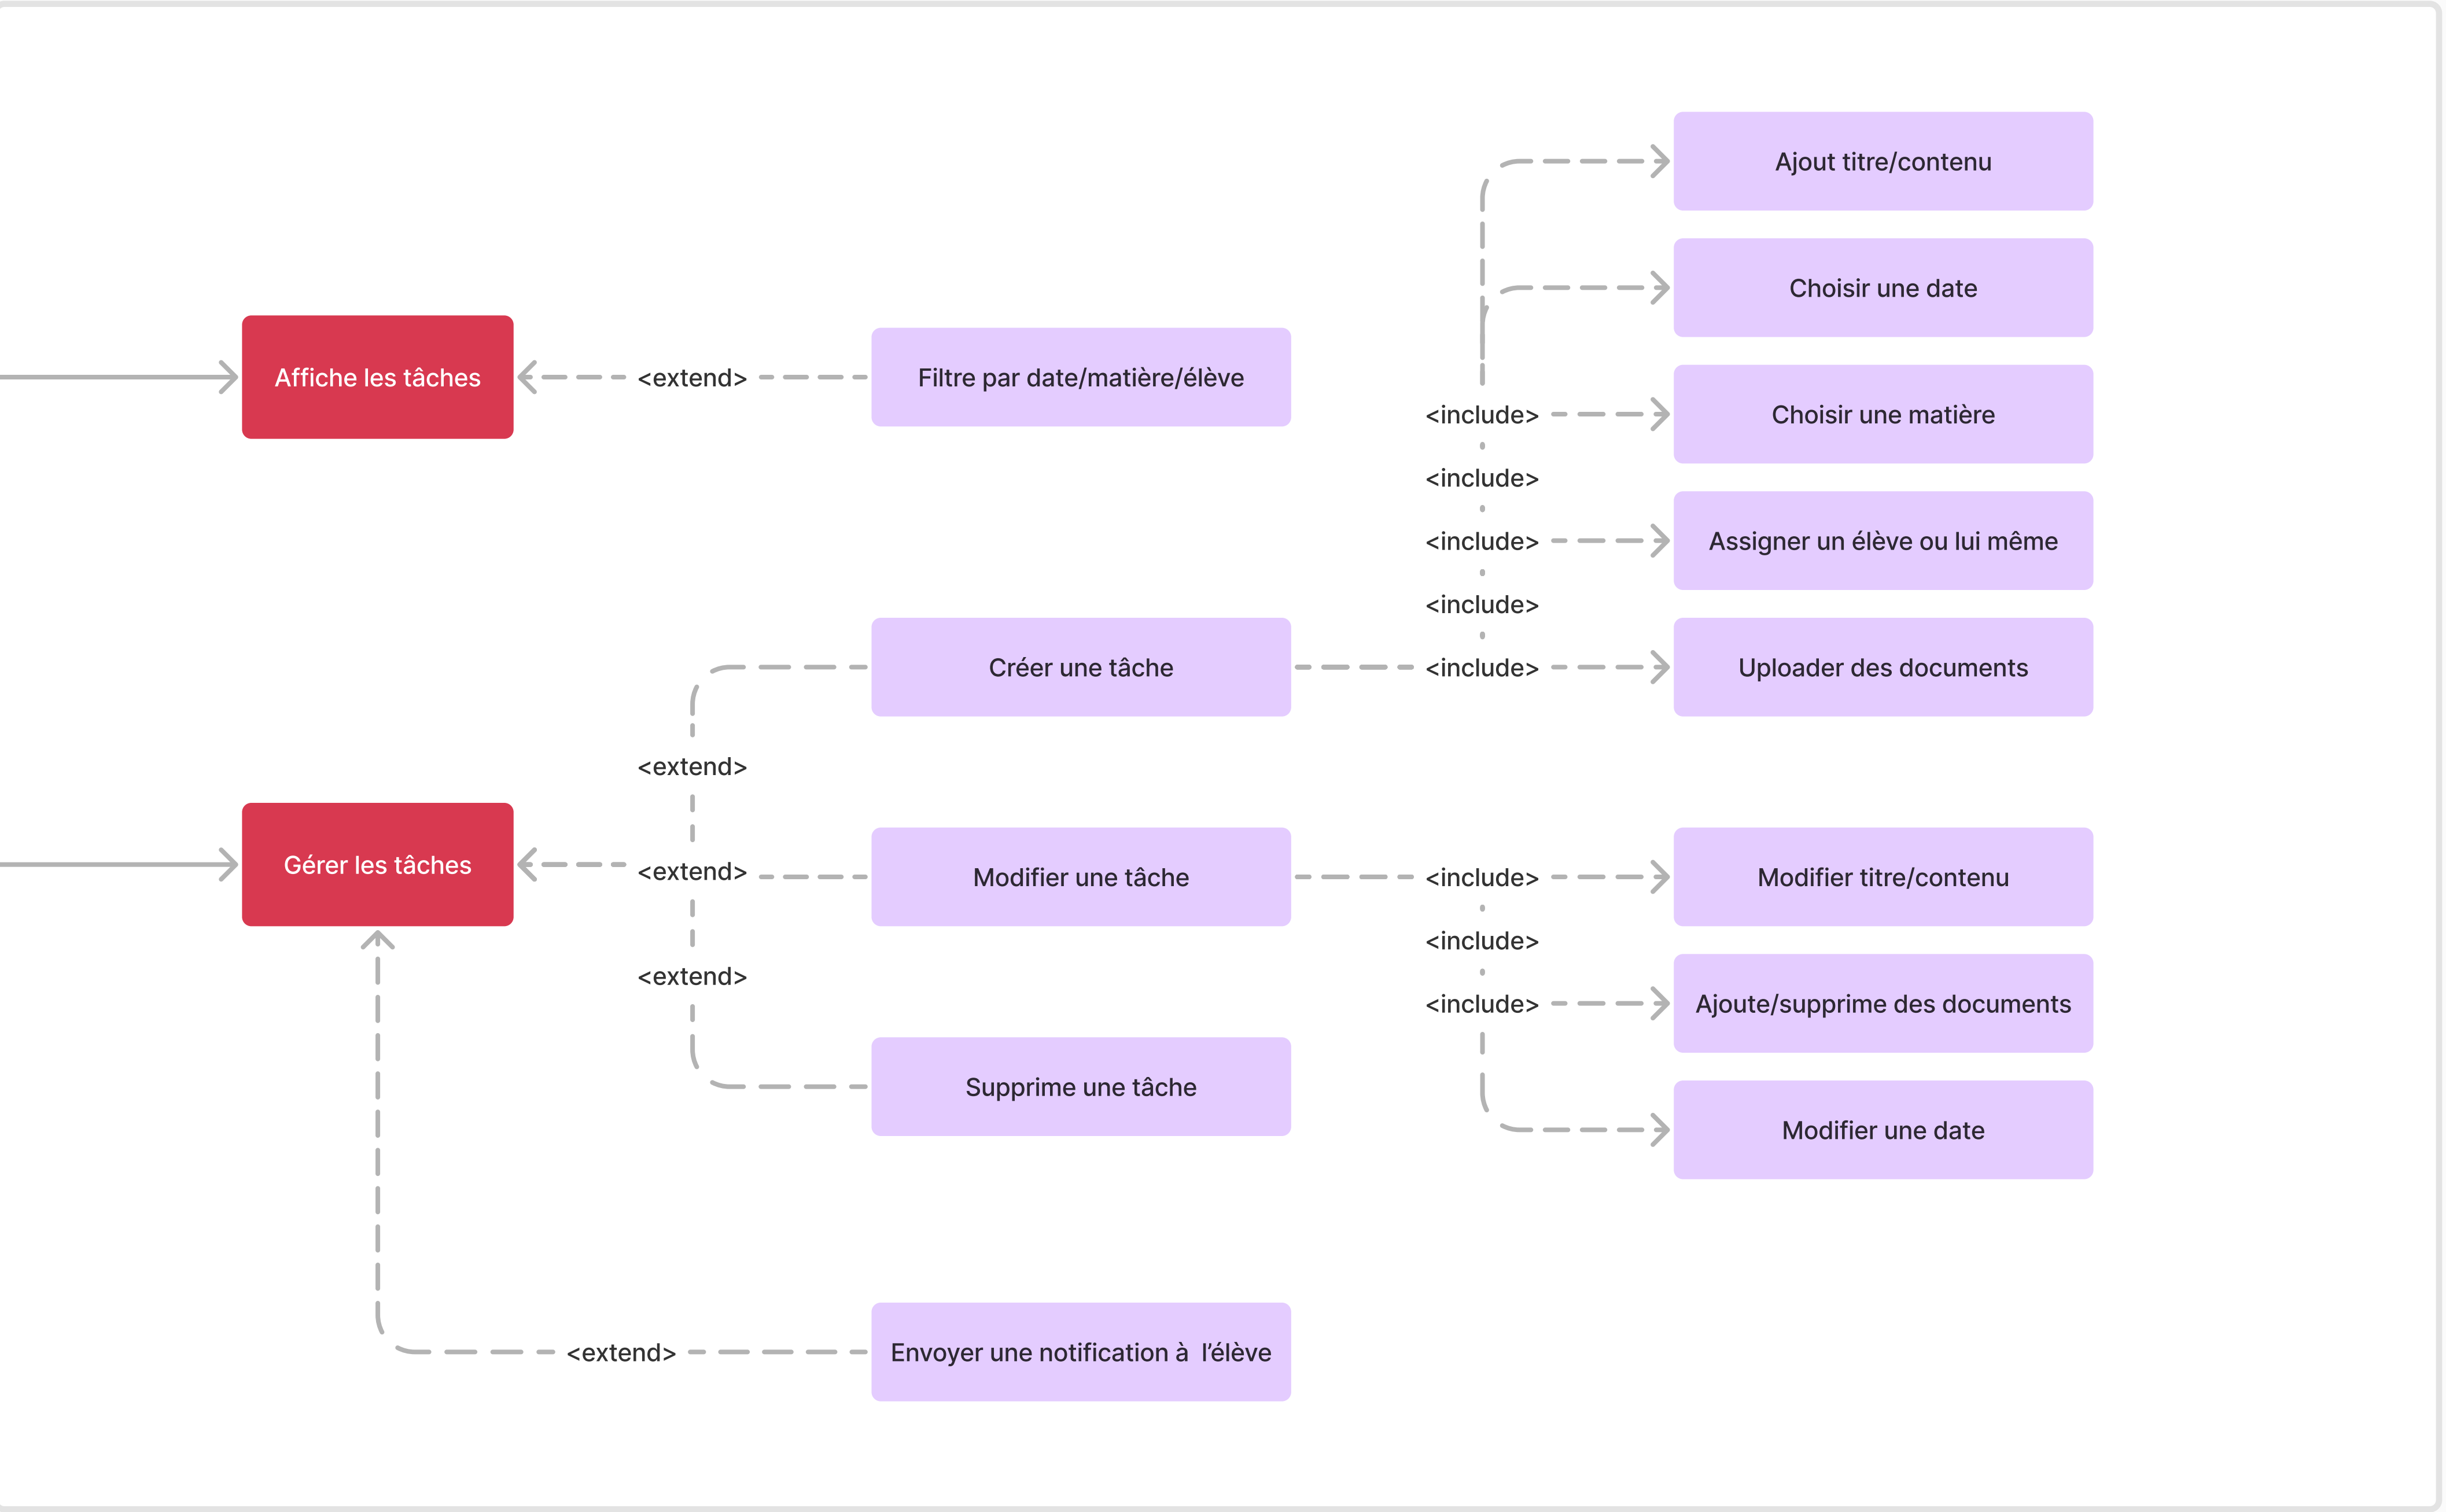 Ajout titre/contenu
Choisir une date
Affiche les tâches
<extend>
Filtre par date/matière/élève
<include>
Choisir une matière
<include>
<include>
Assigner un élève ou lui même
<include>
Créer une tâche
<include>
Uploader des documents
<extend>
Gérer les tâches
<extend>
Modifier une tâche
<include>
Modifier titre/contenu
<include>
<extend>
<include>
Ajoute/supprime des documents
Supprime une tâche
Modifier une date
<extend>
Envoyer une notification à  l’élève